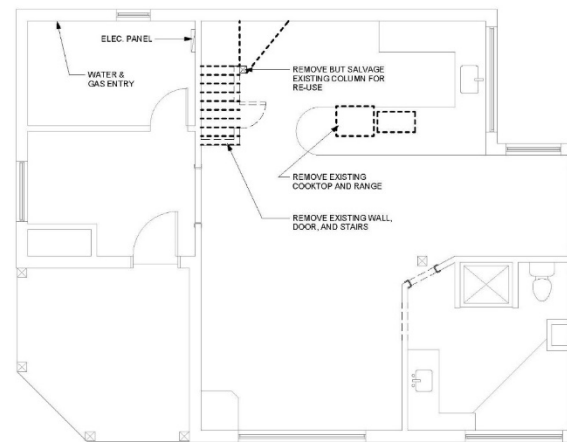 ELEC. PANEL
WATER &
GAS ENTRY
REMOVE BUT SALVAGE
EXISTING COLUMN FOR
RE-USE
REMOVE EXISTING
COOKTOP AND RANGE
REMOVE EXISTING WALL,
DOOR, AND STAIRS